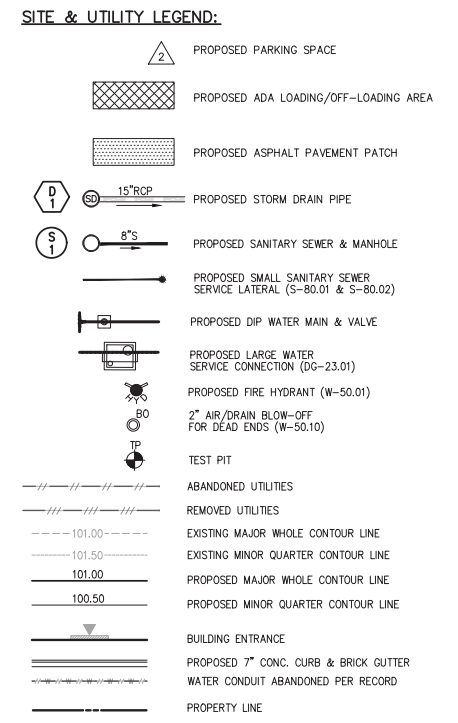 SITE & UTILITY LEGEND:
2 PROPOSED PARKING SPACE
PROPOSED ADA LOADING/OFF-LOADING AREA
PROPOSED ASPHALT PAVEMENT PATCH
D
1
SD
15"RCP
PROPOSED STORM DRAIN PIPE
S
1
8"S
PROPOSED SANITARY SEWER & MANHOLE
PROPOSED SMALL SANITARY SEWER
SERVICE LATERAL (S-80.01 & S-80.02)
PROPOSED DIP WATER MAIN & VALVE
PROPOSED LARGE WATER
SERVICE CONNECTION (DG-23.01)
PROPOSED FIRE HYDRANT (W-50.01)
BO
2" AIR/DRAIN BLOW-OFF
FOR DEAD ENDS (W-50.10)
TP
TEST PIT
ABANDONED UTILITIES
REMOVED UTILITIES
101.00 EXISTING MAJOR WHOLE CONTOUR LINE
101.50 EXISTING MINOR QUARTER CONTOUR LINE
101.00 PROPOSED MAJOR WHOLE CONTOUR LINE
100.50 PROPOSED MINOR QUARTER CONTOUR LINE
BUILDING ENTRANCE
PROPOSED 7" CONC. CURB & BRICK GUTTER
WATER CONDUIT ABANDONED PER RECORD
PROPERTY LINE